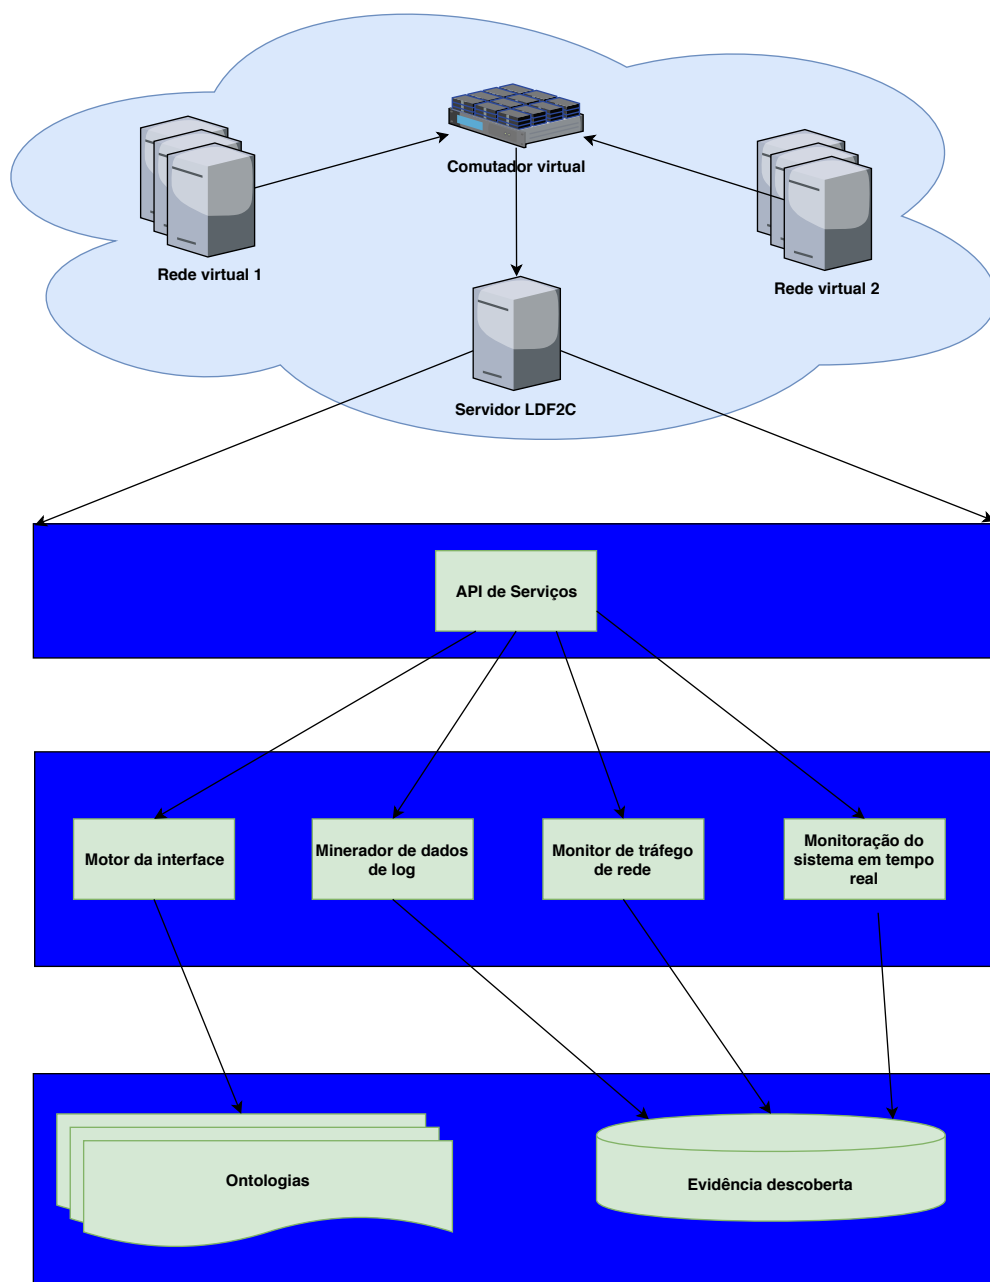 Comutador virtual
Rede virtual 1
Rede virtual 2
Servidor LDF2C
API de Serviços
Motor da interface
Minerador de dados
de log
Monitor de tráfego
de rede
Monitoração do
sistema em tempo
real
Ontologias
Evidência descoberta